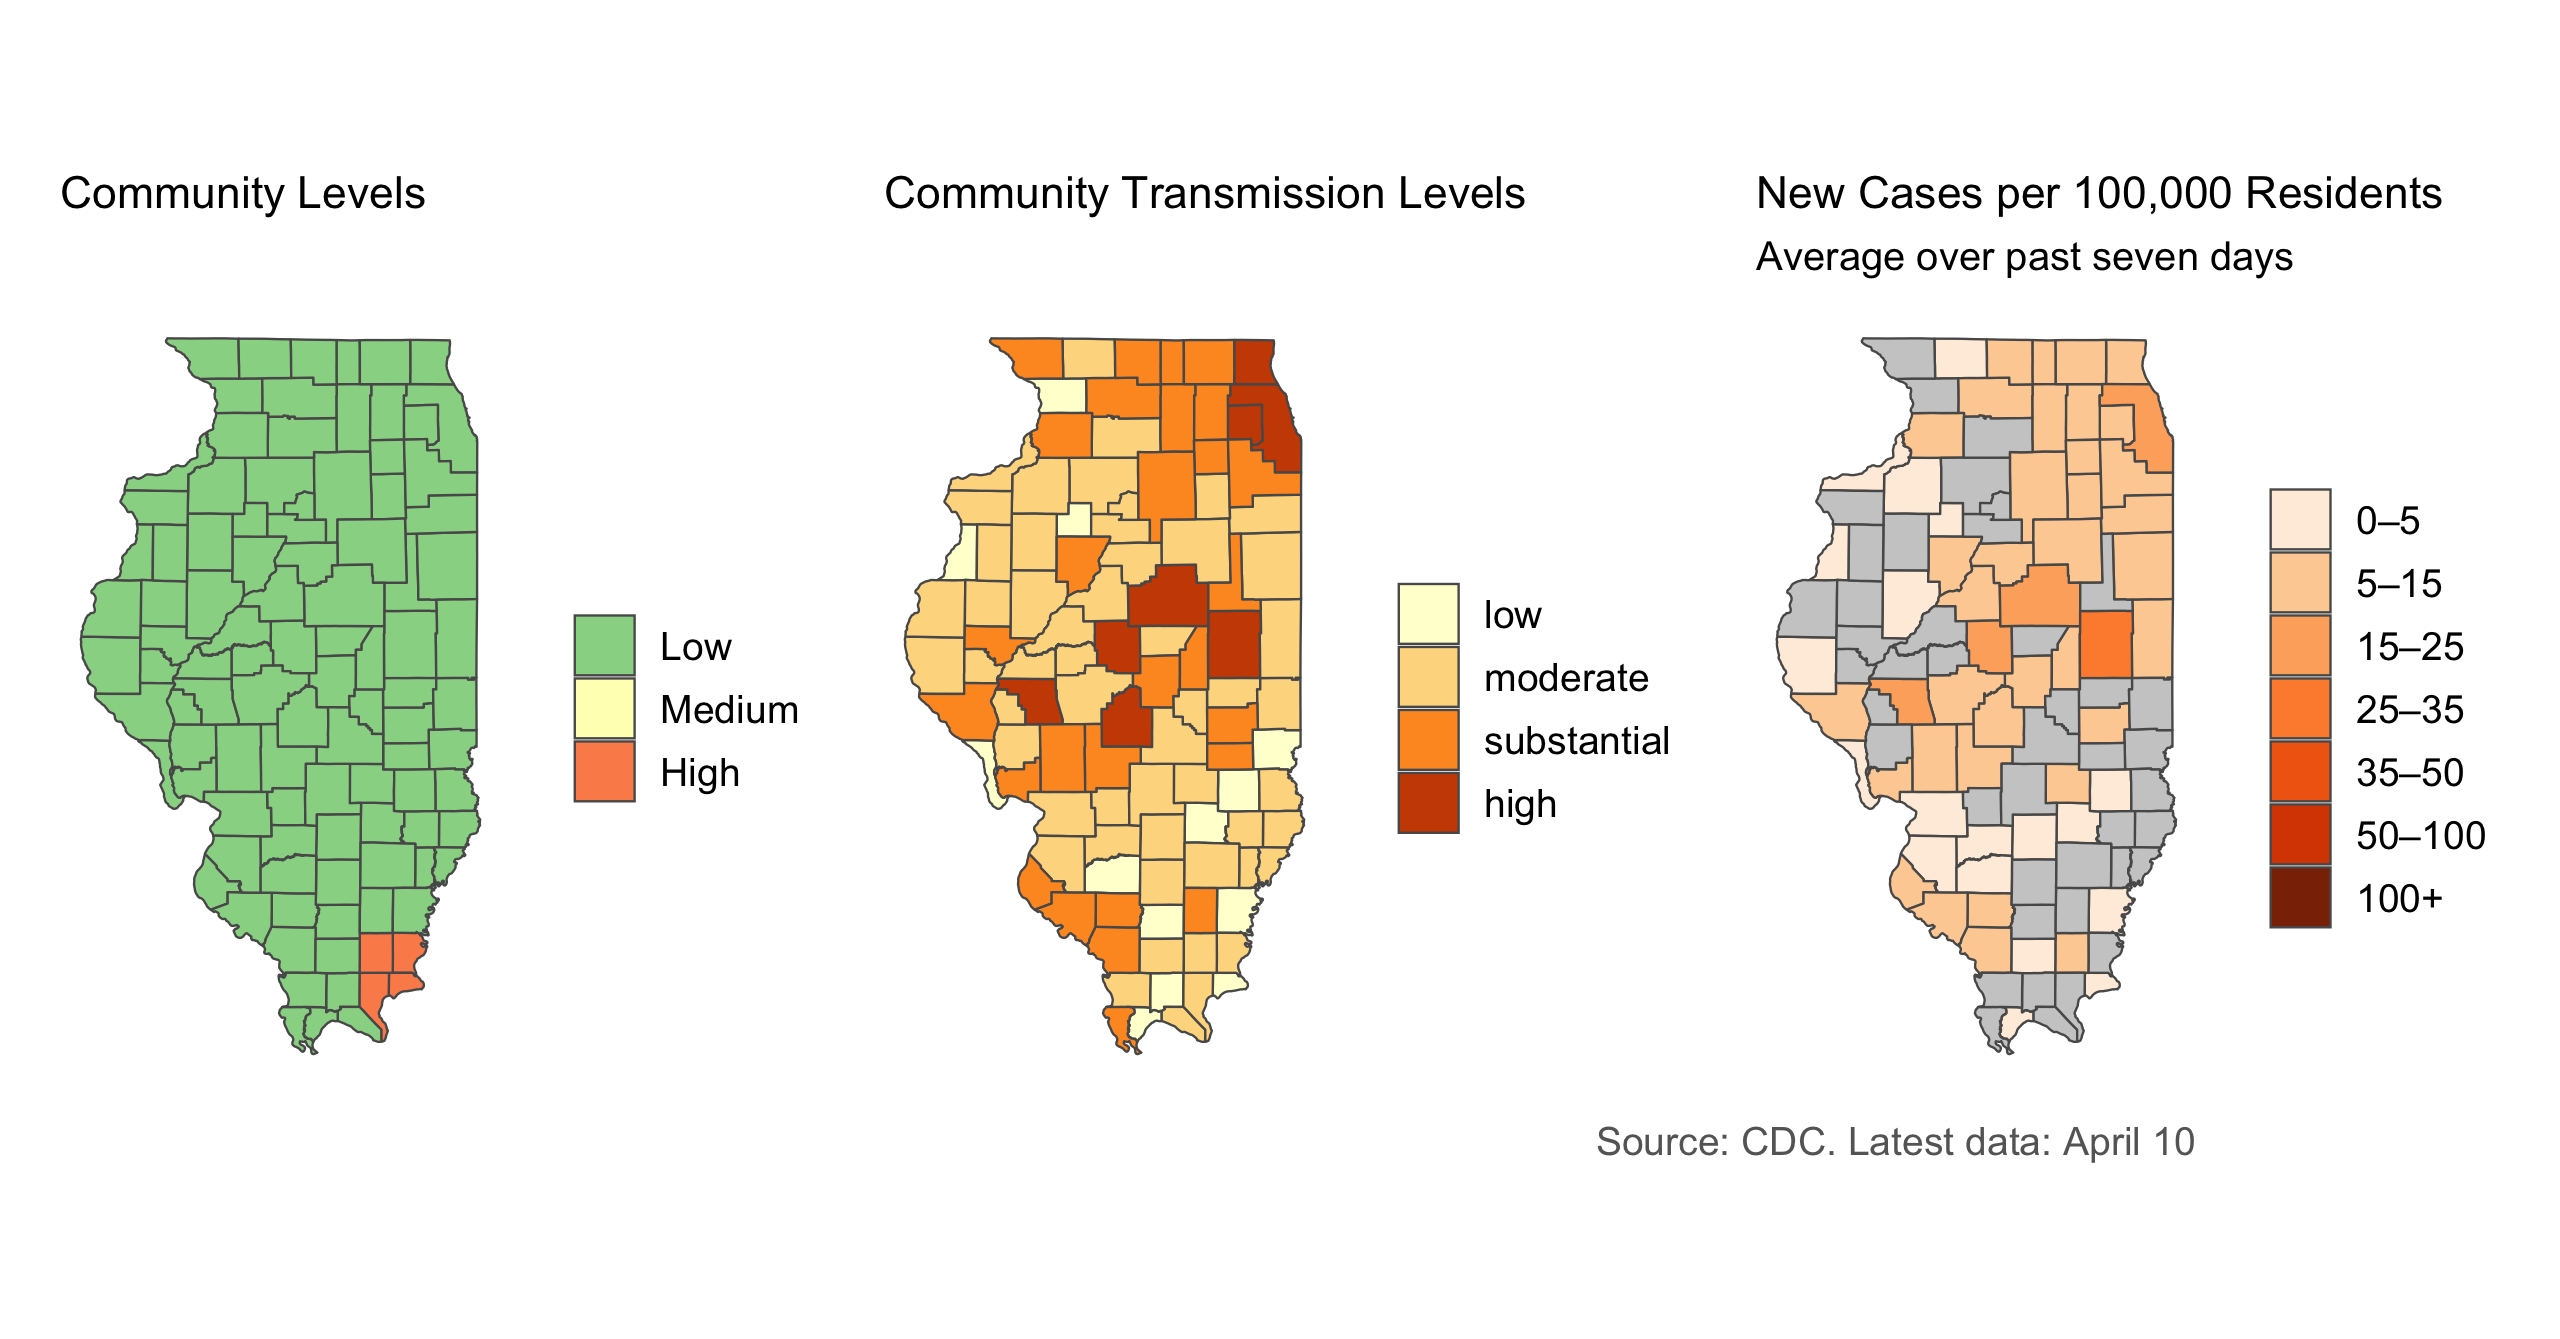 Community Levels
Low
Medium
High
Community Transmission Levels
low
moderate
substantial
high
New Cases per 100,000 Residents
Average over past seven days
0–5
5–15
15–25
25–35
35–50
50–100
100+
Source: CDC. Latest data: April 10